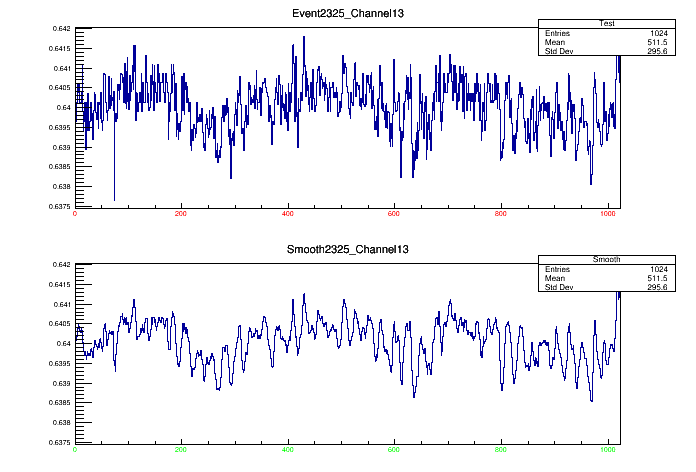 Event2325_Channel13
Test
Entries 1024
Mean 511.5
Std Dev 295.6
0.642
0.6415
0.641
0.6405
0.64
0.6395
0.639
0.6385
0.638
0.6375
0 200 400 600 800 1000
Smooth2325_Channel13
Smooth
Entries 1024
Mean 511.5
Std Dev 295.6
0.642
0.6415
0.641
0.6405
0.64
0.6395
0.639
0.6385
0.638
0.6375
0 200 400 600 800 1000